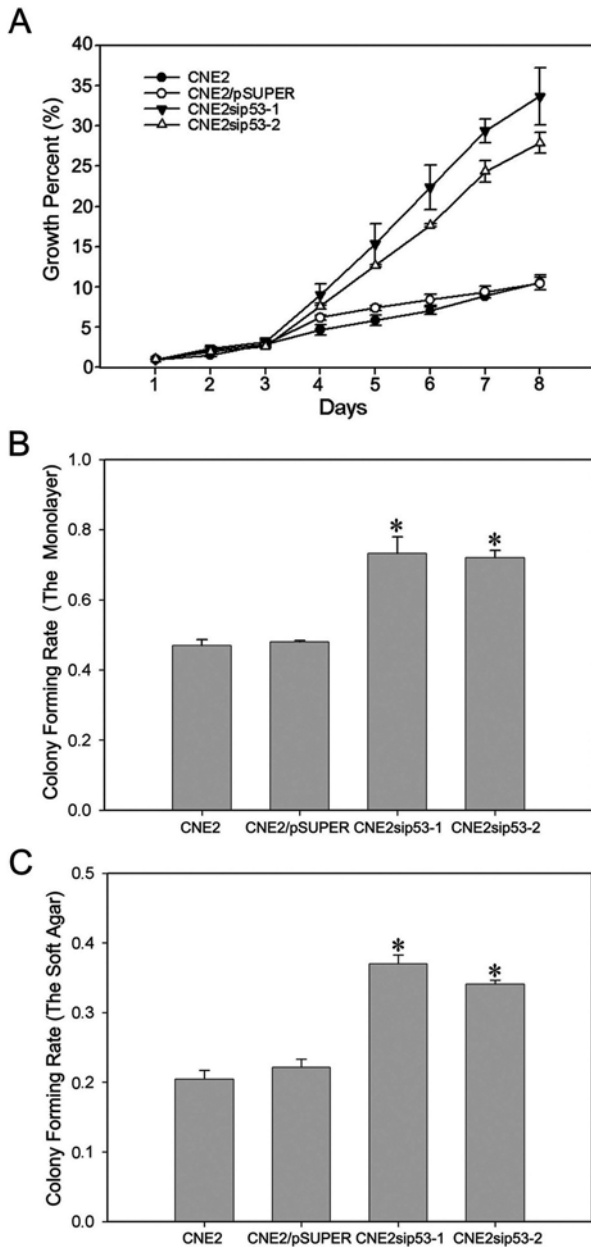 A
CNE2
CNE2/pSUPER
CNE2sip53-1
CNE2sip53-2
Growth Percent (%)
40
35
30
25
20
15
10
5
0
1 2 3 4 5 6 7 8
Days
B
Colony Forming Rate (The Monolayer)
1.0
0.8
0.6
0.4
0.2
0.0
* *
CNE2 CNE2/pSUPER CNE2sip53-1 CNE2sip53-2
C
Colony Forming Rate (The Soft Agar)
0.5
0.4
0.3
0.2
0.1
0.0
* *
CNE2 CNE2/pSUPER CNE2sip53-1 CNE2sip53-2